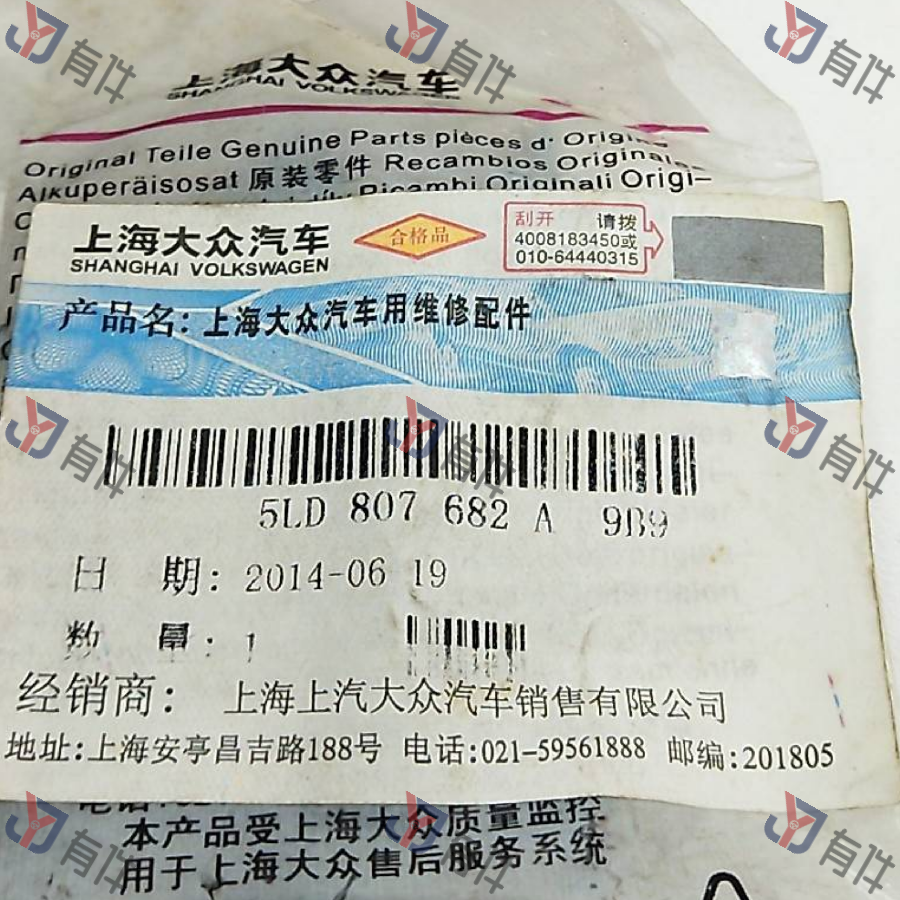 上海大众汽车
SHANGHAI VOLKSWAGEN
Original Teile Genuine Parts pièces d' Origine
Alkuperäisosat 原装零件 Recambios Originales
Ricambi Originali Origi-
上海大众汽车
SHANGHAI VOLKSWAGEN
合格品
刮开 请拨
4008183450或
010-64440315
产品名：上海大众汽车用维修配件
5LD 807 682 A 9B9
日 期：2014-06 19
数 量：1
经销商： 上海上汽大众汽车销售有限公司
地址：上海安亭昌吉路188号 电话：021-59561888 邮编：201805
本产品受上海大众质量监控
用于上海大众售后服务系统
有件
有件
有件
有件
有件
有件
有件
有件
有件